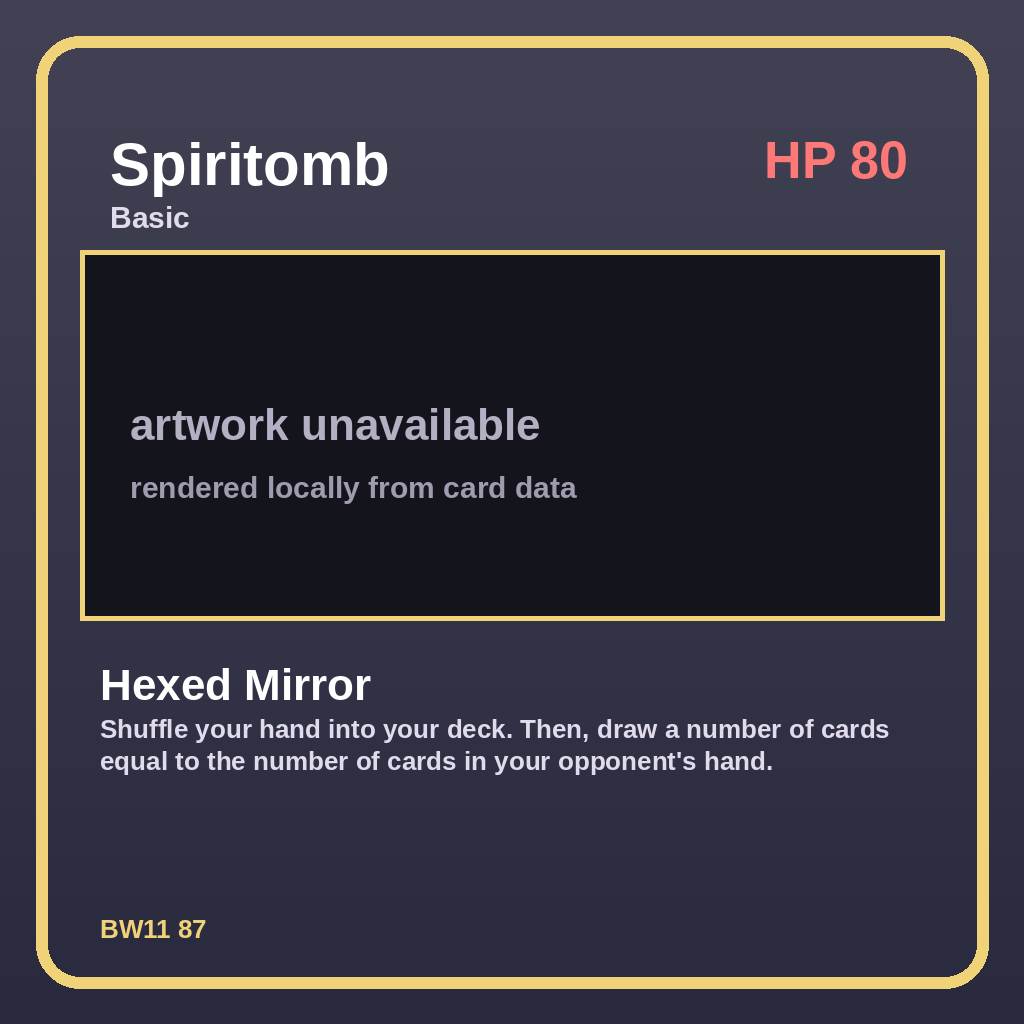 Spiritomb
HP 80
Basic
artwork unavailable
rendered locally from card data
Hexed Mirror
Shuffle your hand into your deck. Then, draw a number of cards
equal to the number of cards in your opponent's hand.
BW11 87